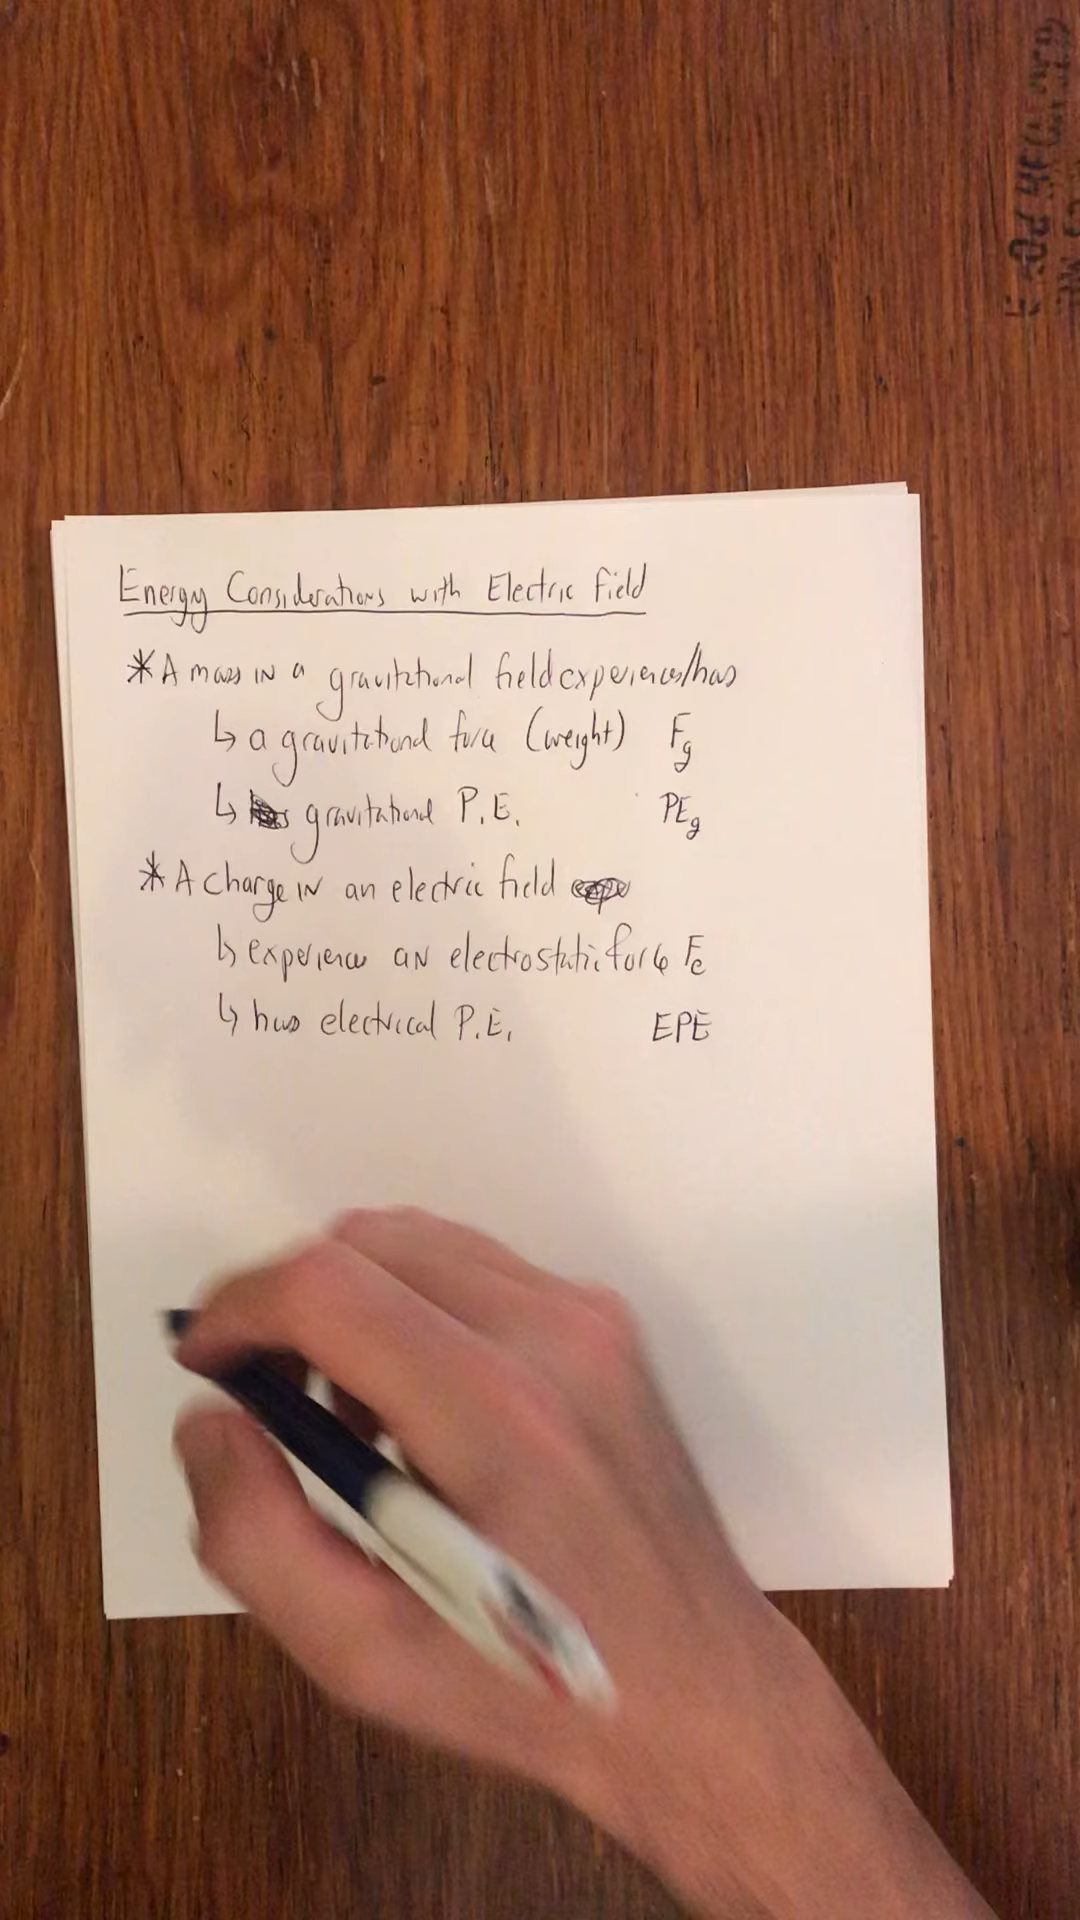 Energy Considerations with Electric Field
* A mass in a gravitational field experiences/has
↳ a gravitational force (weight) Fg
↳ gravitational P.E. PEg
* A charge IN an electric field
↳ experiences an electrostatic force Fe
↳ has electrical P.E. EPE